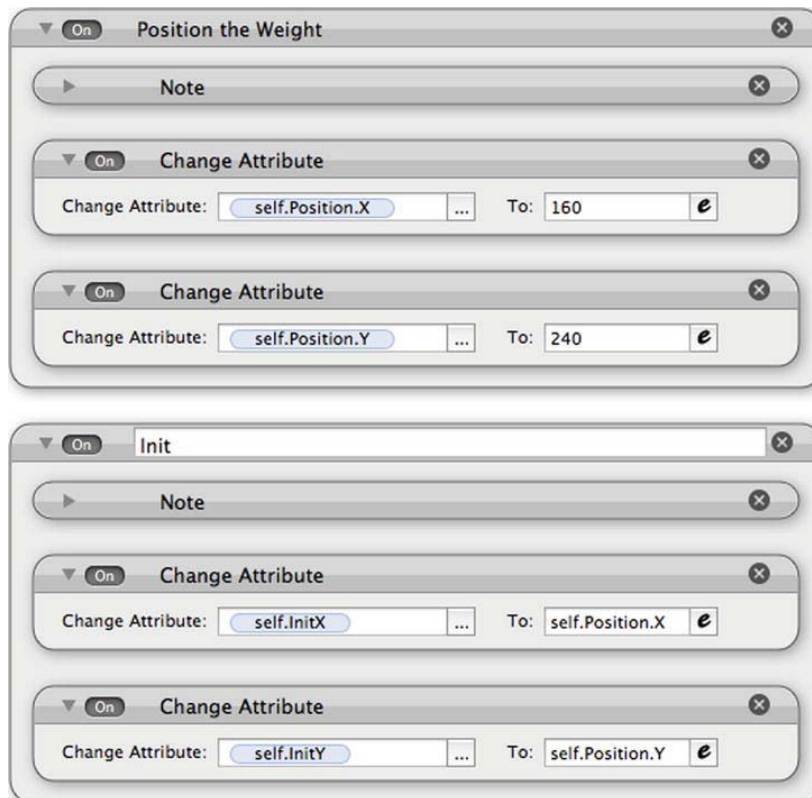 On Position the Weight
Note
On Change Attribute
Change Attribute: self.Position.X ... To: 160 e
On Change Attribute
Change Attribute: self.Position.Y ... To: 240 e
On Init
Note
On Change Attribute
Change Attribute: self.InitX ... To: self.Position.X e
On Change Attribute
Change Attribute: self.InitY ... To: self.Position.Y e